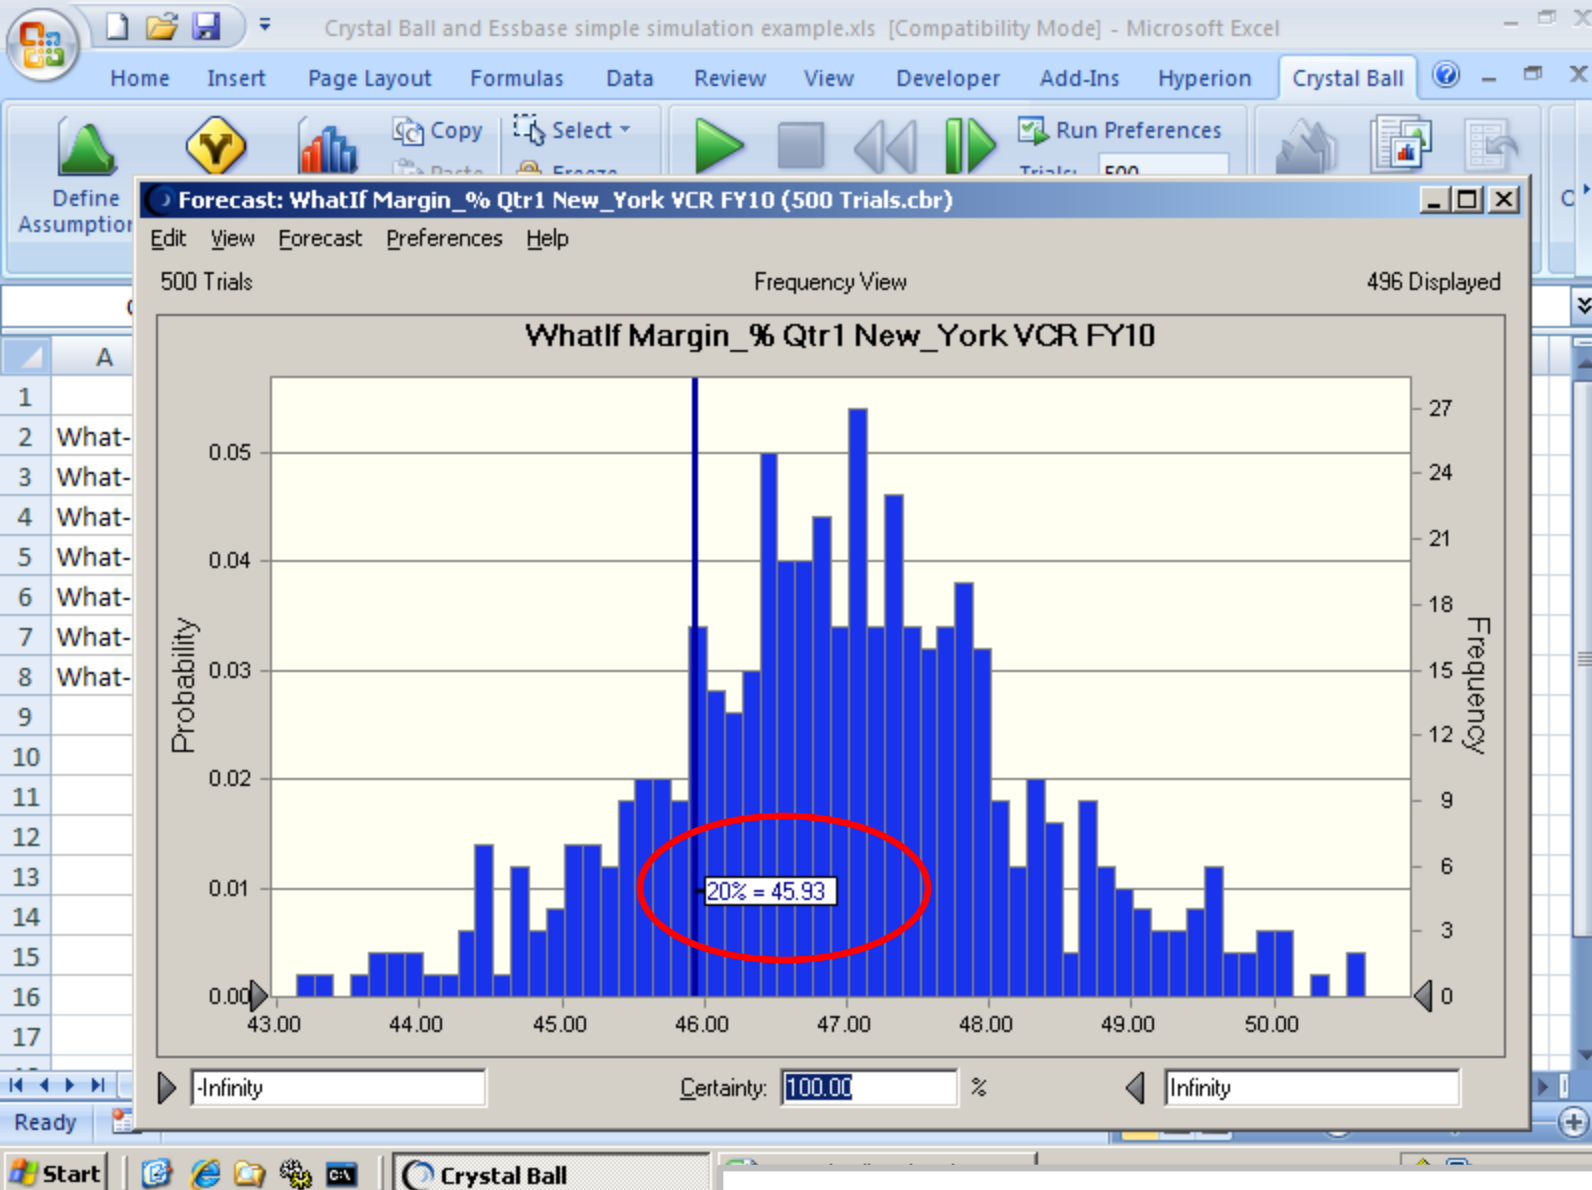 Crystal Ball and Essbase simple simulation example.xls [Compatibility Mode] - Microsoft Excel
Home Insert Page Layout Formulas Data Review View Developer Add-Ins Hyperion Crystal Ball
Copy Select Run Preferences
Paste Freeze Trials: 500
Define
Assumption
Forecast: WhatIf Margin_% Qtr1 New_York VCR FY10 (500 Trials.cbr)
Edit View Forecast Preferences Help
500 Trials Frequency View 496 Displayed
WhatIf Margin_% Qtr1 New_York VCR FY10
A
1
2 What-
3 What-
4 What-
5 What-
6 What-
7 What-
8 What-
9
10
11
12
13
14
15
16
17
Probability
0.05
0.04
0.03
0.02
0.01
0.00
27
24
21
18
15
12
9
6
3
0
Frequency
20% = 45.93
43.00 44.00 45.00 46.00 47.00 48.00 49.00 50.00
-Infinity Certainty: 100.00 % Infinity
Ready
Start C:\ Crystal Ball